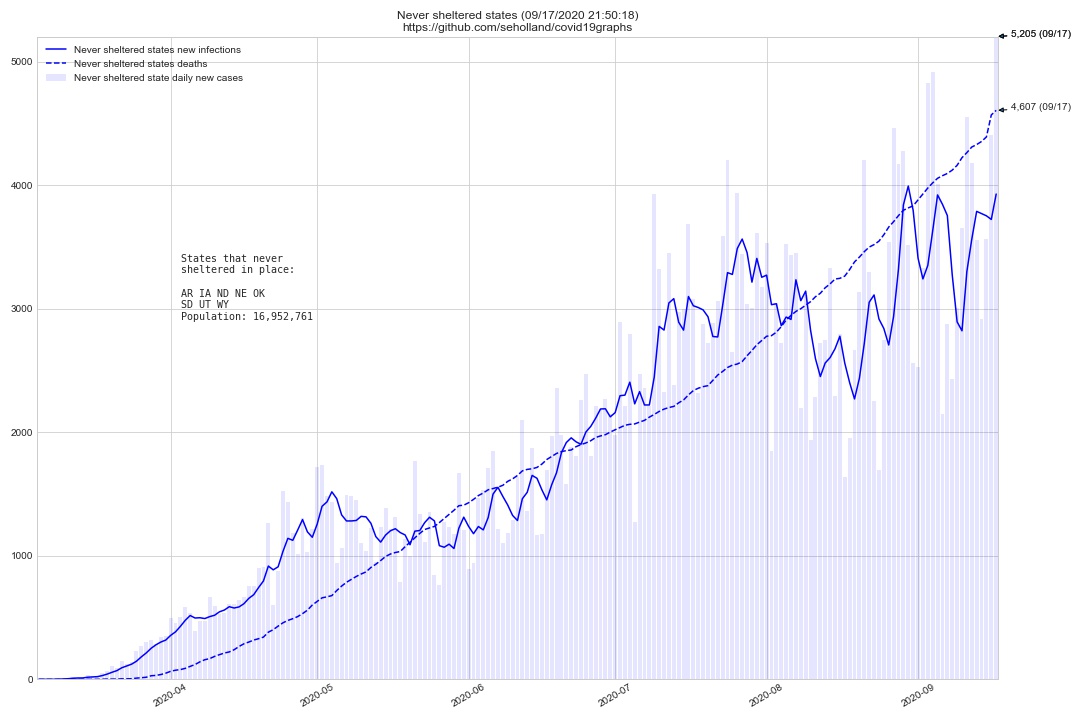 Never sheltered states (09/17/2020 21:50:18)
https://github.com/seholland/covid19graphs
Never sheltered states new infections
Never sheltered states deaths
Never sheltered state daily new cases
5,205 (09/17)
4,607 (09/17)
States that never
sheltered in place:
AR IA ND NE OK
SD UT WY
Population: 16,952,761
5000
4000
3000
2000
1000
0
2020-04
2020-05
2020-06
2020-07
2020-08
2020-09